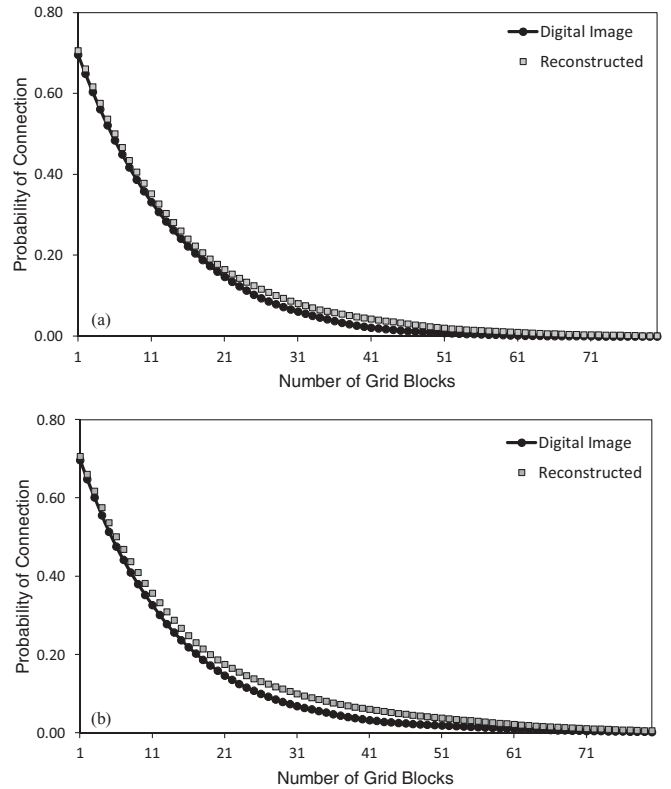 0.80
Digital Image
Reconstructed
0.60
Probability of Connection
0.40
0.20
(a)
0.00
1 11 21 31 41 51 61 71
Number of Grid Blocks
0.80
Digital Image
Reconstructed
0.60
Probability of Connection
0.40
0.20
(b)
0.00
1 11 21 31 41 51 61 71
Number of Grid Blocks